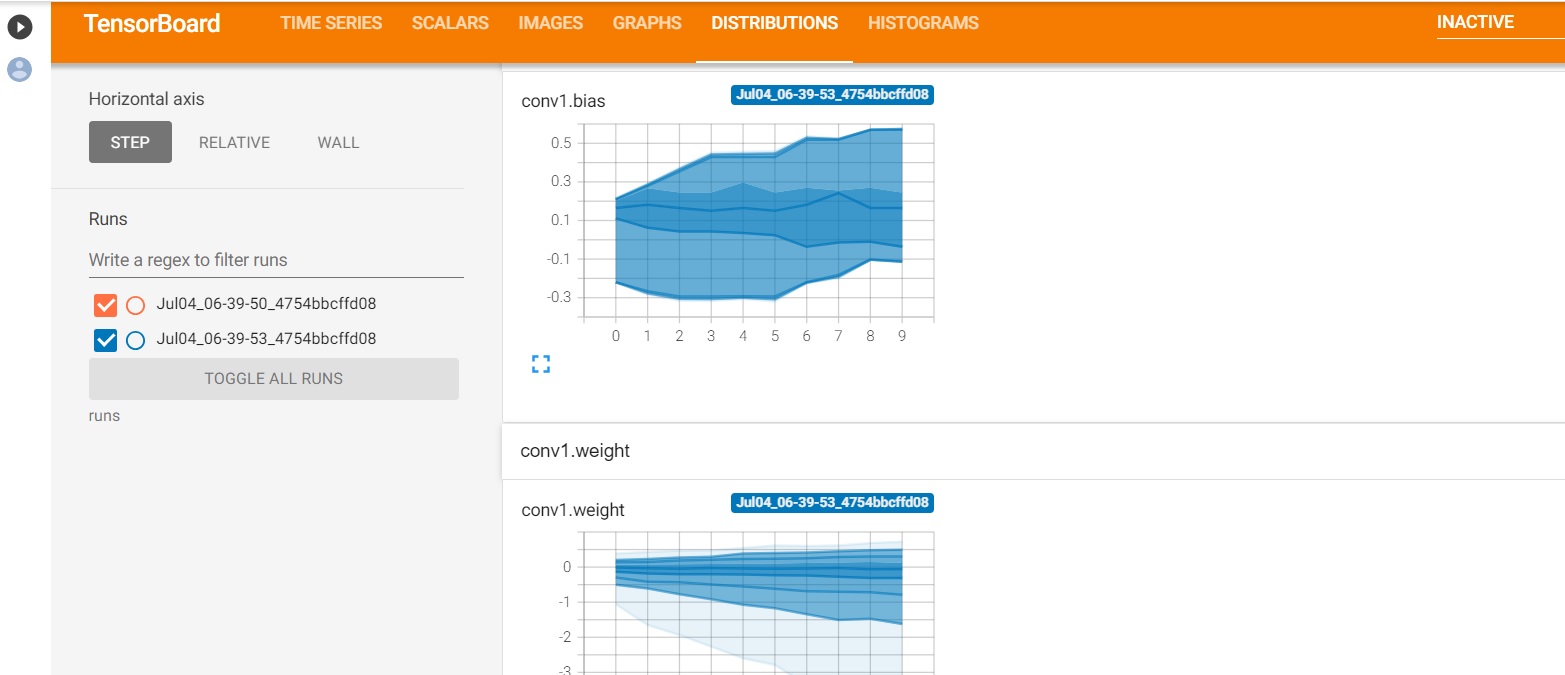 TensorBoard TIME SERIES SCALARS IMAGES GRAPHS DISTRIBUTIONS HISTOGRAMS INACTIVE
Horizontal axis
STEP RELATIVE WALL
Runs
Write a regex to filter runs
Jul04_06-39-50_4754bbcffd08
Jul04_06-39-53_4754bbcffd08
TOGGLE ALL RUNS
runs
conv1.bias Jul04_06-39-53_4754bbcffd08
0.5
0.3
0.1
-0.1
-0.3
0 1 2 3 4 5 6 7 8 9
conv1.weight
conv1.weight Jul04_06-39-53_4754bbcffd08
0
-1
-2
-3